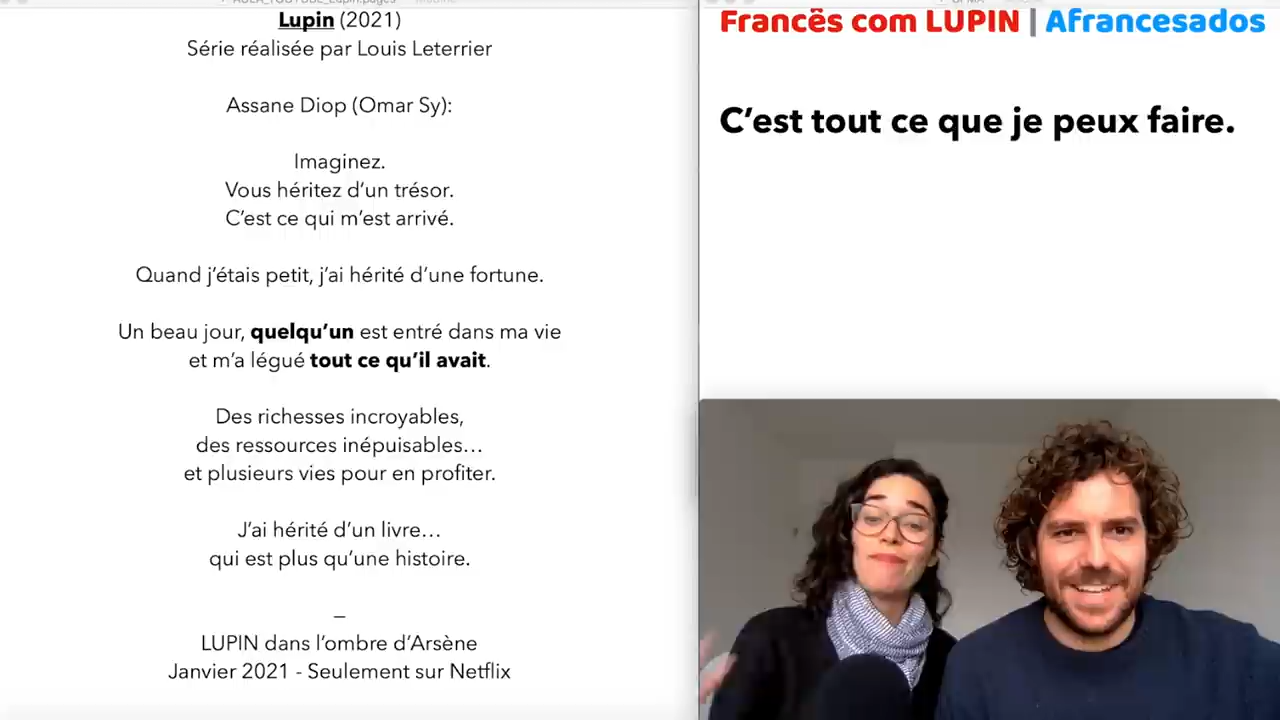 Lupin (2021)
Série réalisée par Louis Leterrier
Assane Diop (Omar Sy):
Imaginez.
Vous héritez d’un trésor.
C’est ce qui m’est arrivé.
Quand j’étais petit, j’ai hérité d’une fortune.
Un beau jour, quelqu’un est entré dans ma vie
et m’a légué tout ce qu’il avait.
Des richesses incroyables,
des ressources inépuisables…
et plusieurs vies pour en profiter.
J’ai hérité d’un livre…
qui est plus qu’une histoire.
–
LUPIN dans l’ombre d’Arsène
Janvier 2021 - Seulement sur Netflix
Francês com LUPIN | Afrancesados
C’est tout ce que je peux faire.